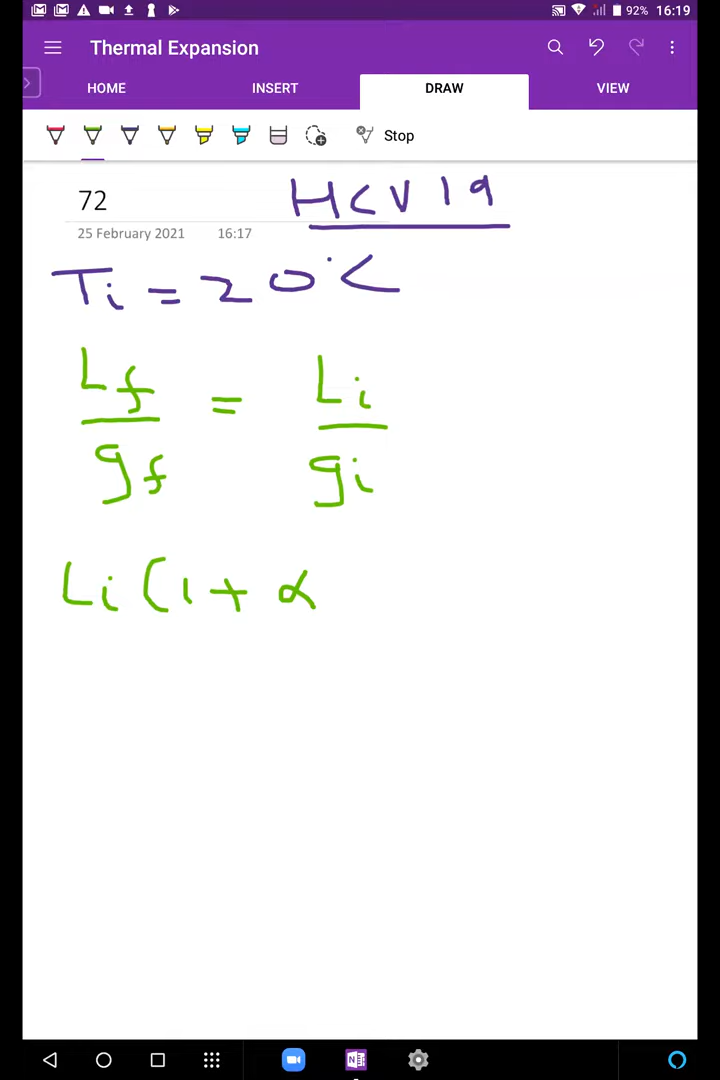 92% 16:19
Thermal Expansion
HOME INSERT DRAW VIEW
Stop
72
HCV 19
25 February 2021 16:17
Ti = 20°C
Lf/gf = Li/gi
Li (1 + α